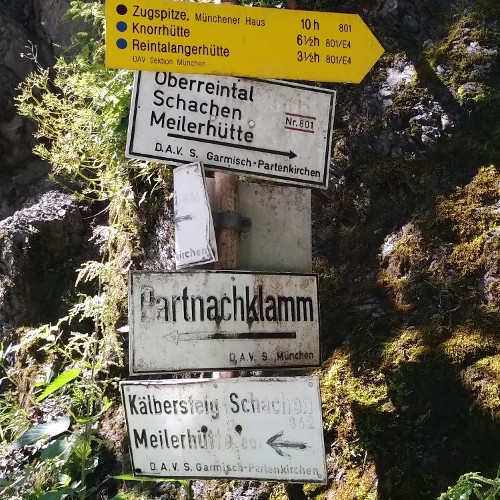 Zugspitze, Münchener Haus 10 h 801
Knorrhütte 6½h 801/E4
Reintalangerhütte 3½h 801/E4
DAV Sektion München
Oberreintal
Schachen Nr. 801
Meilerhütte
D.A.V. S. Garmisch-Partenkirchen
irchen
Partnachklamm
D.A.V. S. München
Kälbersteig-Schachen
Meilerhütte
D.A.V. S. Garmisch-Partenkirchen